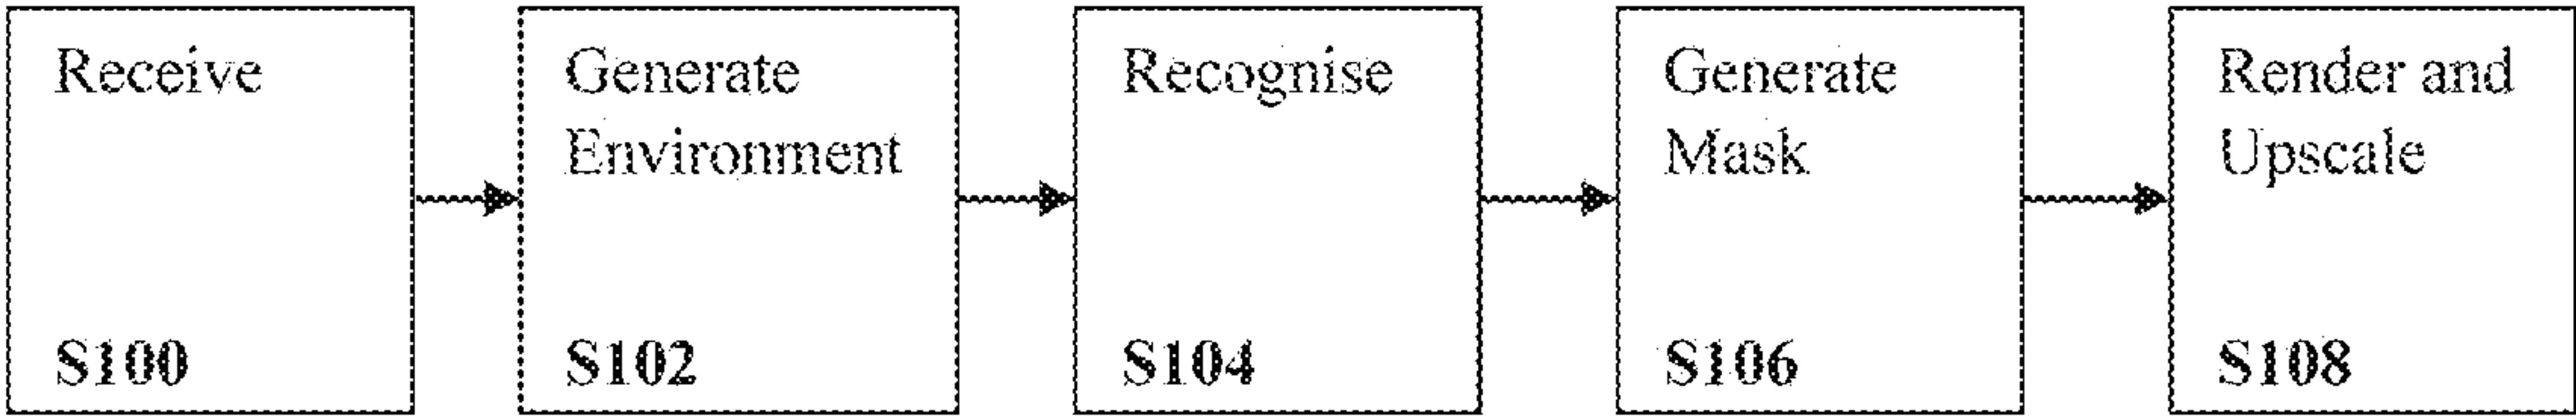 Receive
S100
Generate
Environment
S102
Recognise
S104
Generate
Mask
S106
Render and
Upscale
S108